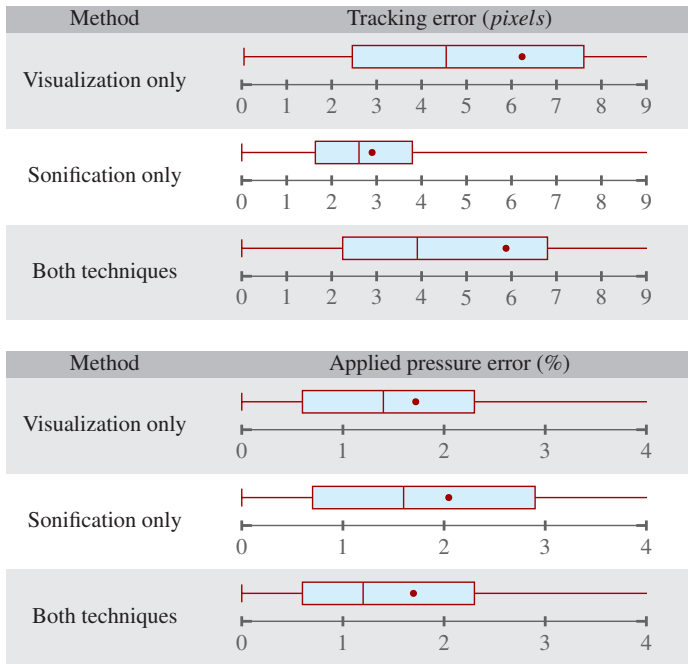 Method Tracking error (pixels)
Visualization only
0 1 2 3 4 5 6 7 8 9
Sonification only
0 1 2 3 4 5 6 7 8 9
Both techniques
0 1 2 3 4 5 6 7 8 9
Method Applied pressure error (%)
Visualization only
0 1 2 3 4
Sonification only
0 1 2 3 4
Both techniques
0 1 2 3 4